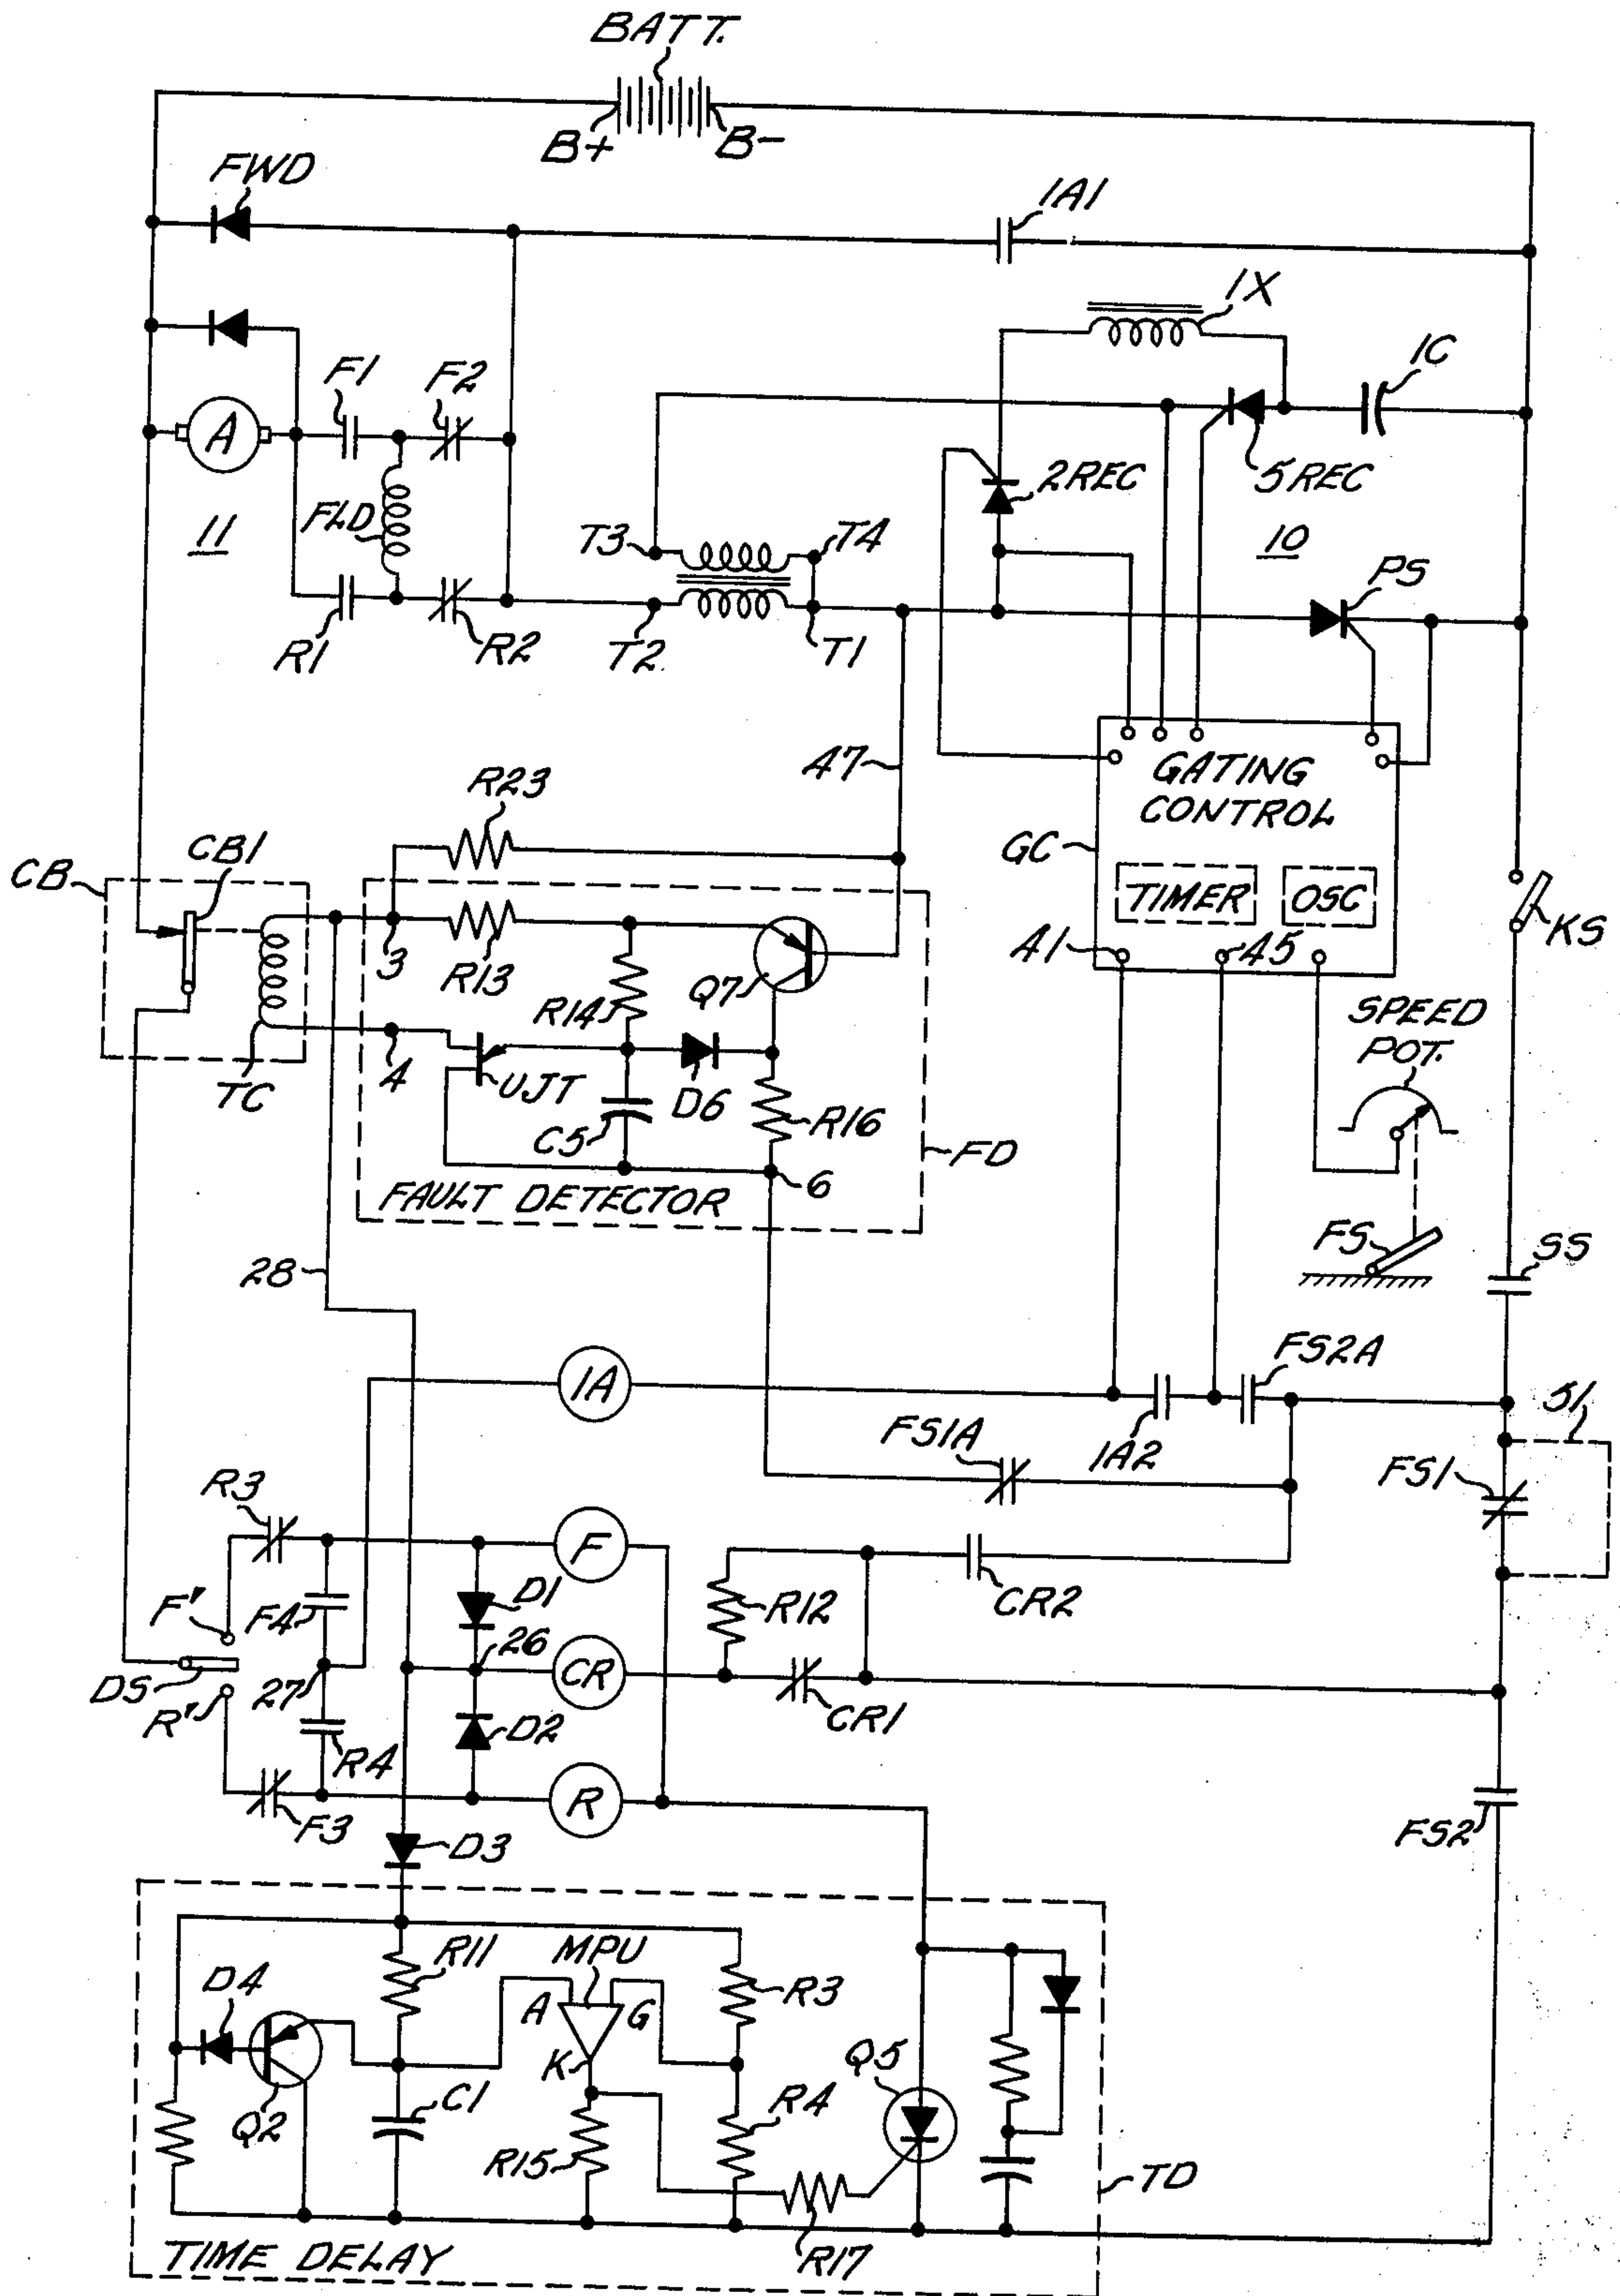 BATT.
B+
B-
FWD
1A1
1X
1C
F1
F2
A
2REC
5REC
11
FLD
T3
T4
10
PS
R1
R2
T2
T1
47
GATING
CONTROL
R23
GC
CB
CB1
TIMER
OSC
KS
3
R13
41
45
R14
Q7
SPEED
POT.
4
UJT
D6
TC
C5
R16
FD
6
FAULT DETECTOR
FS
SS
28
FS2A
1A
51
FS1A
1A2
FS1
R3
F
F'
F4
D1
R12
CR2
26
CR
DS
27
R'
CR1
D2
R4
R
F3
FS2
D3
R11
MPU
D4
A
G
R3
K
Q5
C1
R4
Q2
R15
TD
R17
TIME DELAY